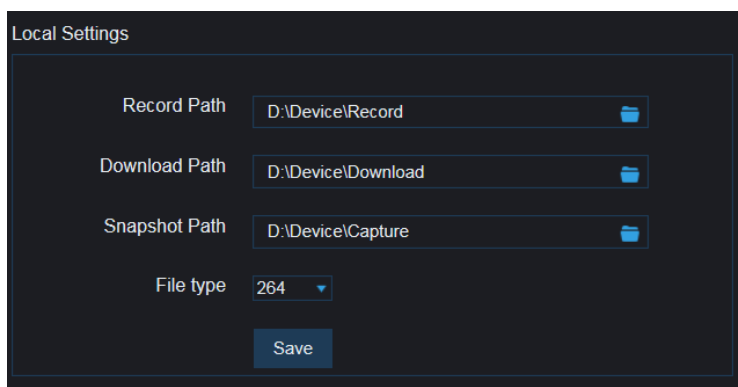 Local Settings
Record Path D:\Device\Record
Download Path D:\Device\Download
Snapshot Path D:\Device\Capture
File type 264
Save